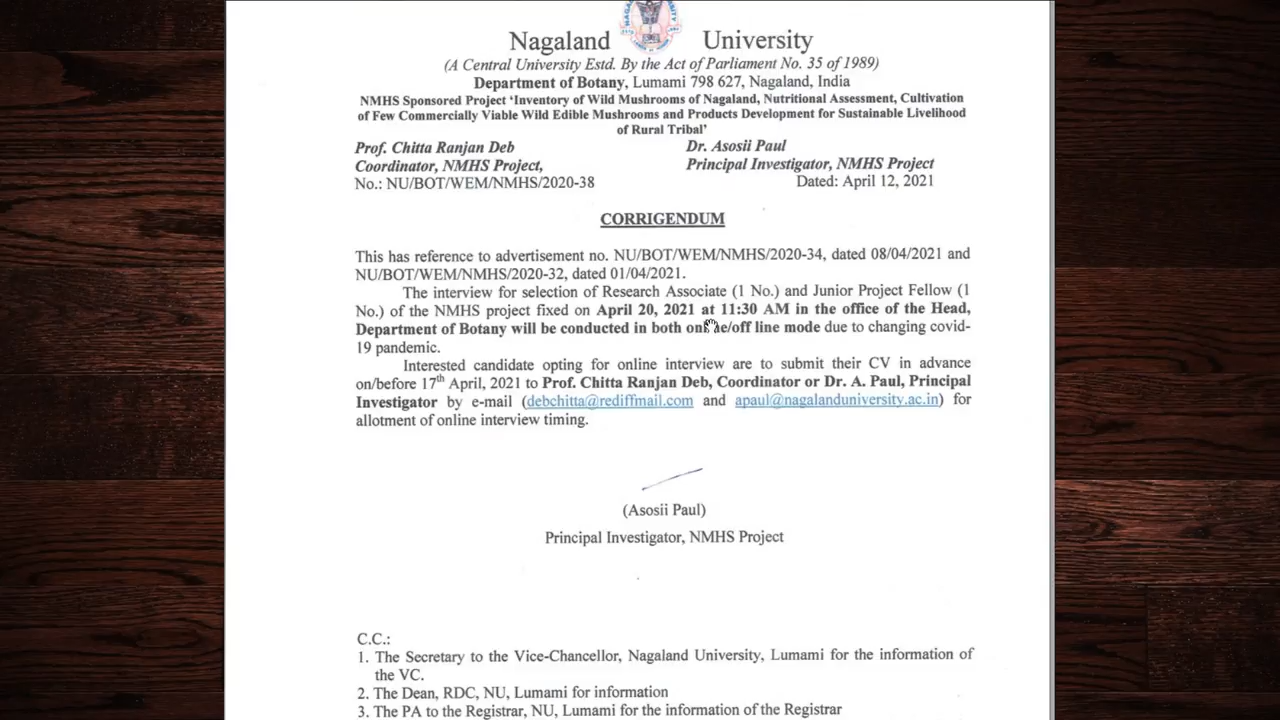 Nagaland University
(A Central University Estd. By the Act of Parliament No. 35 of 1989)
Department of Botany, Lumami 798 627, Nagaland, India
NMHS Sponsored Project ‘Inventory of Wild Mushrooms of Nagaland, Nutritional Assessment, Cultivation
of Few Commercially Viable Wild Edible Mushrooms and Products Development for Sustainable Livelihood
of Rural Tribal’
Prof. Chitta Ranjan Deb
Coordinator, NMHS Project,
No.: NU/BOT/WEM/NMHS/2020-38
Dr. Asosii Paul
Principal Investigator, NMHS Project
Dated: April 12, 2021
CORRIGENDUM
This has reference to advertisement no. NU/BOT/WEM/NMHS/2020-34, dated 08/04/2021 and
NU/BOT/WEM/NMHS/2020-32, dated 01/04/2021.
The interview for selection of Research Associate (1 No.) and Junior Project Fellow (1
No.) of the NMHS project fixed on April 20, 2021 at 11:30 AM in the office of the Head,
Department of Botany will be conducted in both online/off line mode due to changing covid-
19 pandemic.
Interested candidate opting for online interview are to submit their CV in advance
on/before 17th April, 2021 to Prof. Chitta Ranjan Deb, Coordinator or Dr. A. Paul, Principal
Investigator by e-mail (debchitta@rediffmail.com and apaul@nagalanduniversity.ac.in) for
allotment of online interview timing.
(Asosii Paul)
Principal Investigator, NMHS Project
C.C.:
1. The Secretary to the Vice-Chancellor, Nagaland University, Lumami for the information of
the VC.
2. The Dean, RDC, NU, Lumami for information
3. The PA to the Registrar, NU, Lumami for the information of the Registrar